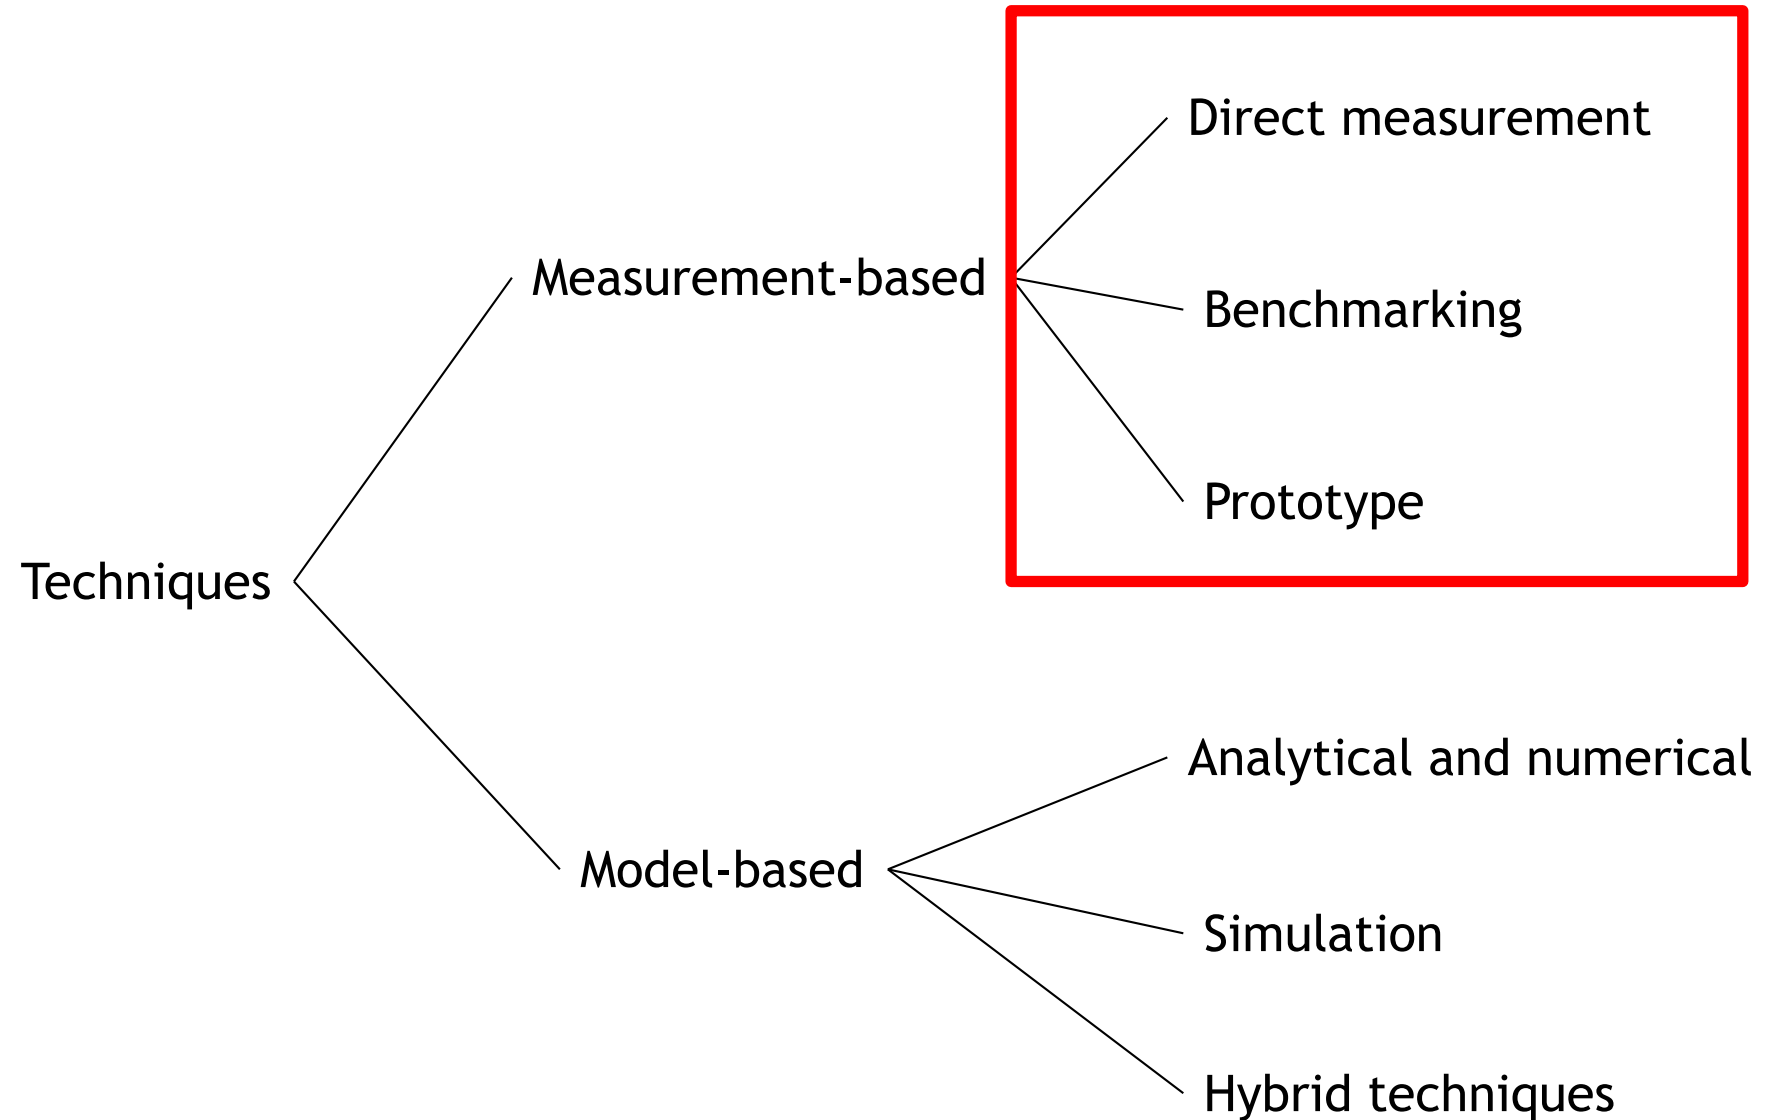 Direct measurement
Measurement-based
Benchmarking
Prototype
Techniques
Analytical and numerical
Model-based
Simulation
Hybrid techniques